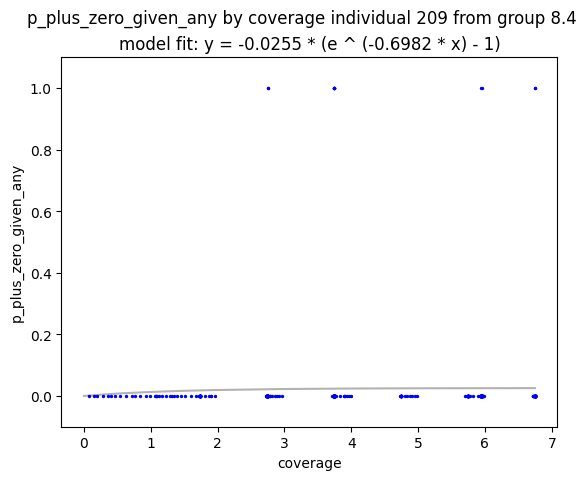 p_plus_zero_given_any by coverage individual 209 from group 8.4
model fit: y = -0.0255 * (e ^ (-0.6982 * x) - 1)
p_plus_zero_given_any
1.0
0.8
0.6
0.4
0.2
0.0
0 1 2 3 4 5 6 7
coverage